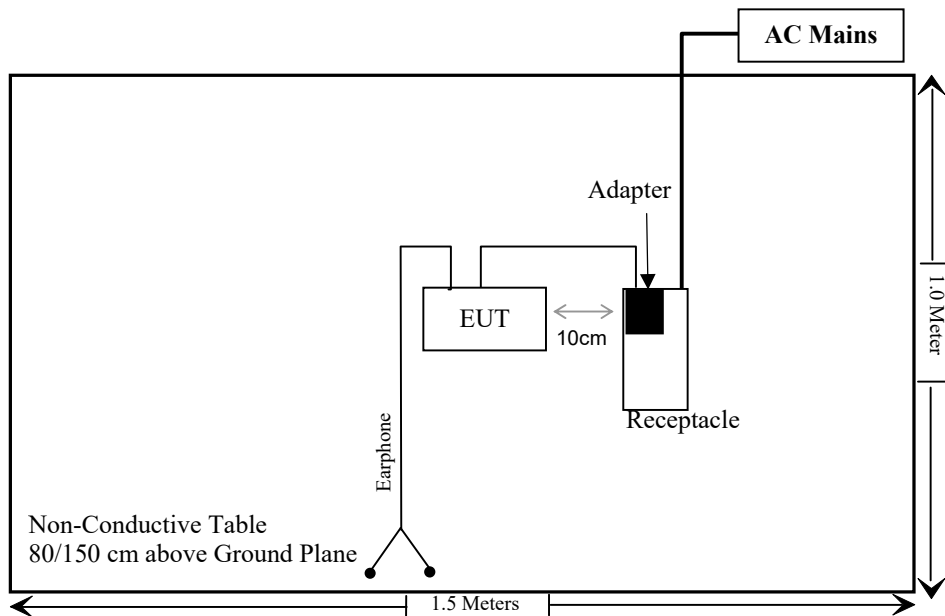 AC Mains
Adapter
EUT
10cm
1.0 Meter
Receptacle
Earphone
Non-Conductive Table
80/150 cm above Ground Plane
1.5 Meters